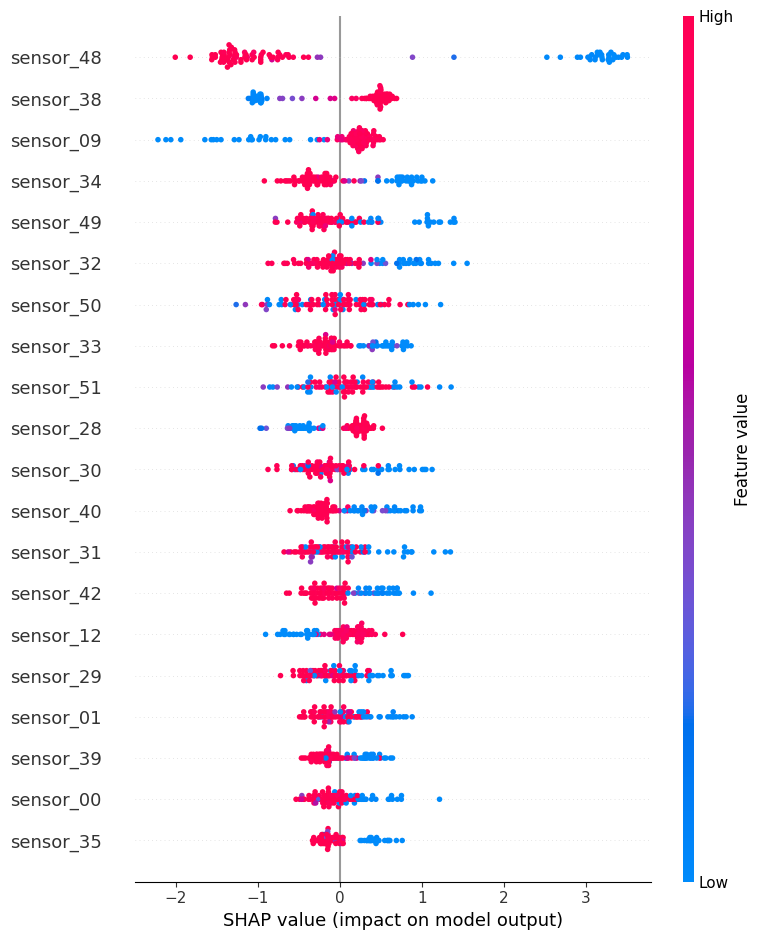 High
sensor_48
sensor_38
sensor_09
sensor_34
sensor_49
sensor_32
sensor_50
sensor_33
sensor_51
sensor_28
sensor_30
sensor_40
sensor_31
sensor_42
sensor_12
sensor_29
sensor_01
sensor_39
sensor_00
sensor_35
Feature value
Low
−2 −1 0 1 2 3
SHAP value (impact on model output)